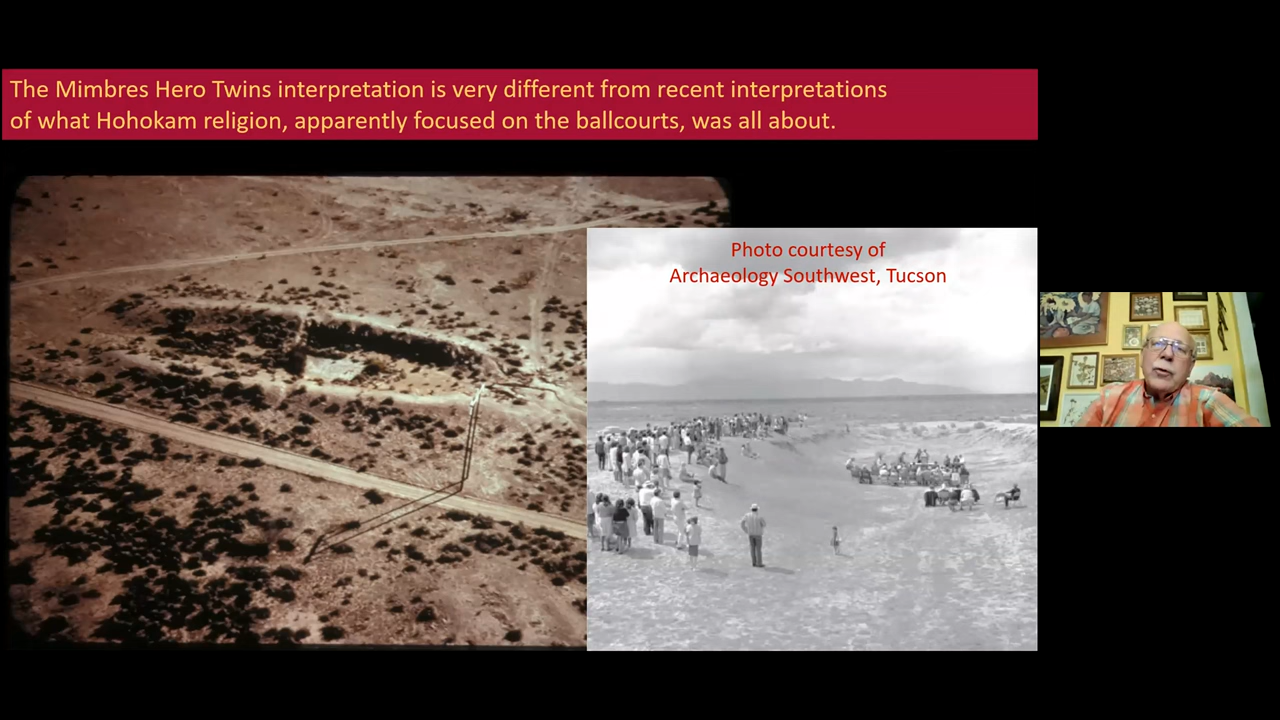 The Mimbres Hero Twins interpretation is very different from recent interpretations
of what Hohokam religion, apparently focused on the ballcourts, was all about.
Photo courtesy of
Archaeology Southwest, Tucson